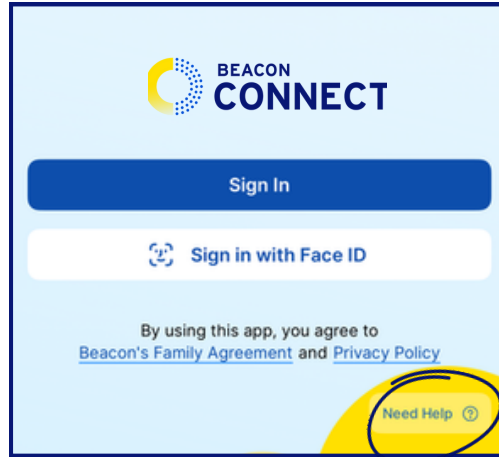 BEACON
CONNECT
Sign In
Sign in with Face ID
By using this app, you agree to
Beacon's Family Agreement and Privacy Policy
Need Help ?